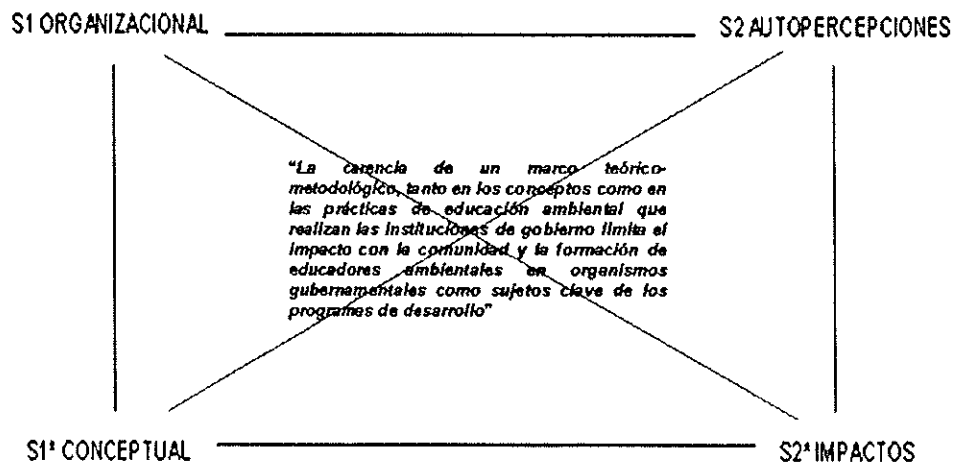 S1 ORGANIZACIONAL
S2 AUTOPERCEPCIONES
"La carencia de un marco teórico-
metodológico, tanto en los conceptos como en
las prácticas de educación ambiental que
realizan las instituciones de gobierno limita el
impacto con la comunidad y la formación de
educadores ambientales en organismos
gubernamentales como sujetos clave de los
programas de desarrollo"
S1* CONCEPTUAL
S2* IMPACTOS